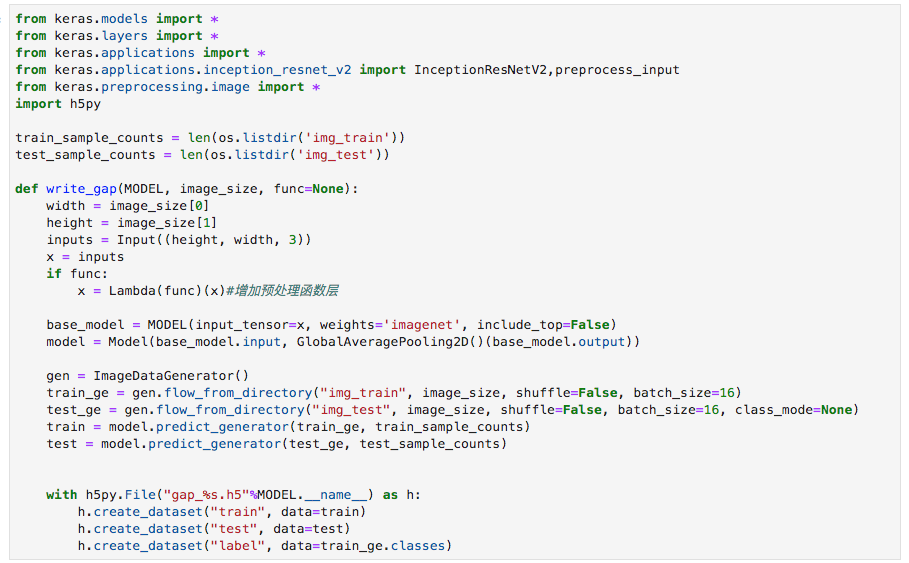 from keras.models import *
from keras.layers import *
from keras.applications import *
from keras.applications.inception_resnet_v2 import InceptionResNetV2,preprocess_input
from keras.preprocessing.image import *
import h5py

train_sample_counts = len(os.listdir('img_train'))
test_sample_counts = len(os.listdir('img_test'))

def write_gap(MODEL, image_size, func=None):
    width = image_size[0]
    height = image_size[1]
    inputs = Input((height, width, 3))
    x = inputs
    if func:
        x = Lambda(func)(x)#增加预处理函数层

    base_model = MODEL(input_tensor=x, weights='imagenet', include_top=False)
    model = Model(base_model.input, GlobalAveragePooling2D()(base_model.output))

    gen = ImageDataGenerator()
    train_ge = gen.flow_from_directory("img_train", image_size, shuffle=False, batch_size=16)
    test_ge = gen.flow_from_directory("img_test", image_size, shuffle=False, batch_size=16, class_mode=None)
    train = model.predict_generator(train_ge, train_sample_counts)
    test = model.predict_generator(test_ge, test_sample_counts)


    with h5py.File("gap_%s.h5"%MODEL.__name__) as h:
        h.create_dataset("train", data=train)
        h.create_dataset("test", data=test)
        h.create_dataset("label", data=train_ge.classes)